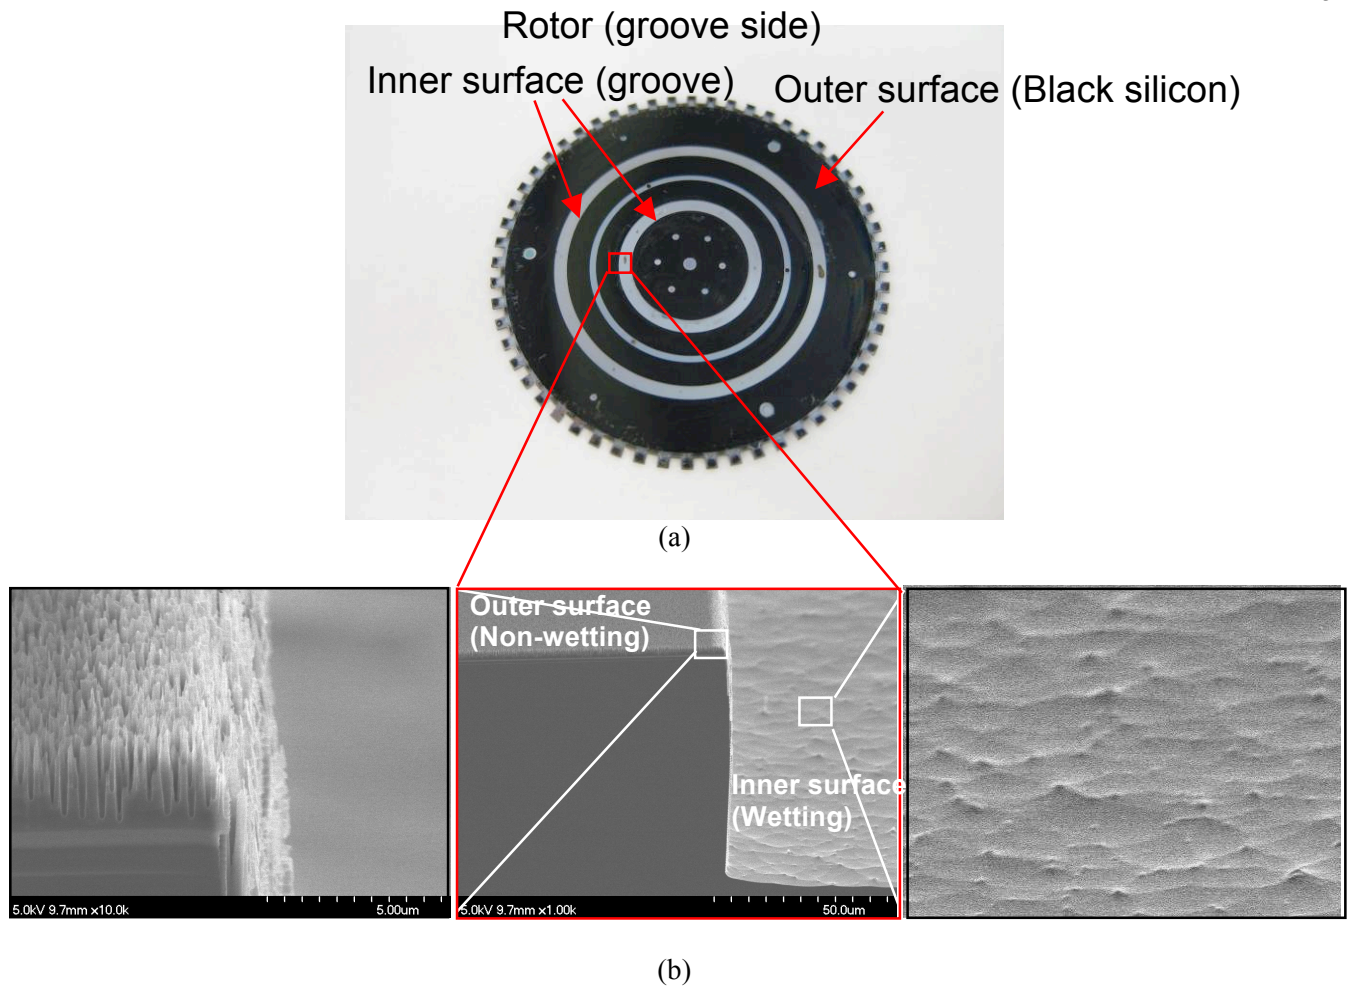 Rotor (groove side)
Inner surface (groove)
Outer surface (Black silicon)
(a)
Outer surface
(Non-wetting)
Inner surface
(Wetting)
5.0kV 9.7mm x10.0k 5.00um
5.0kV 9.7mm x1.00k 50.0um
(b)